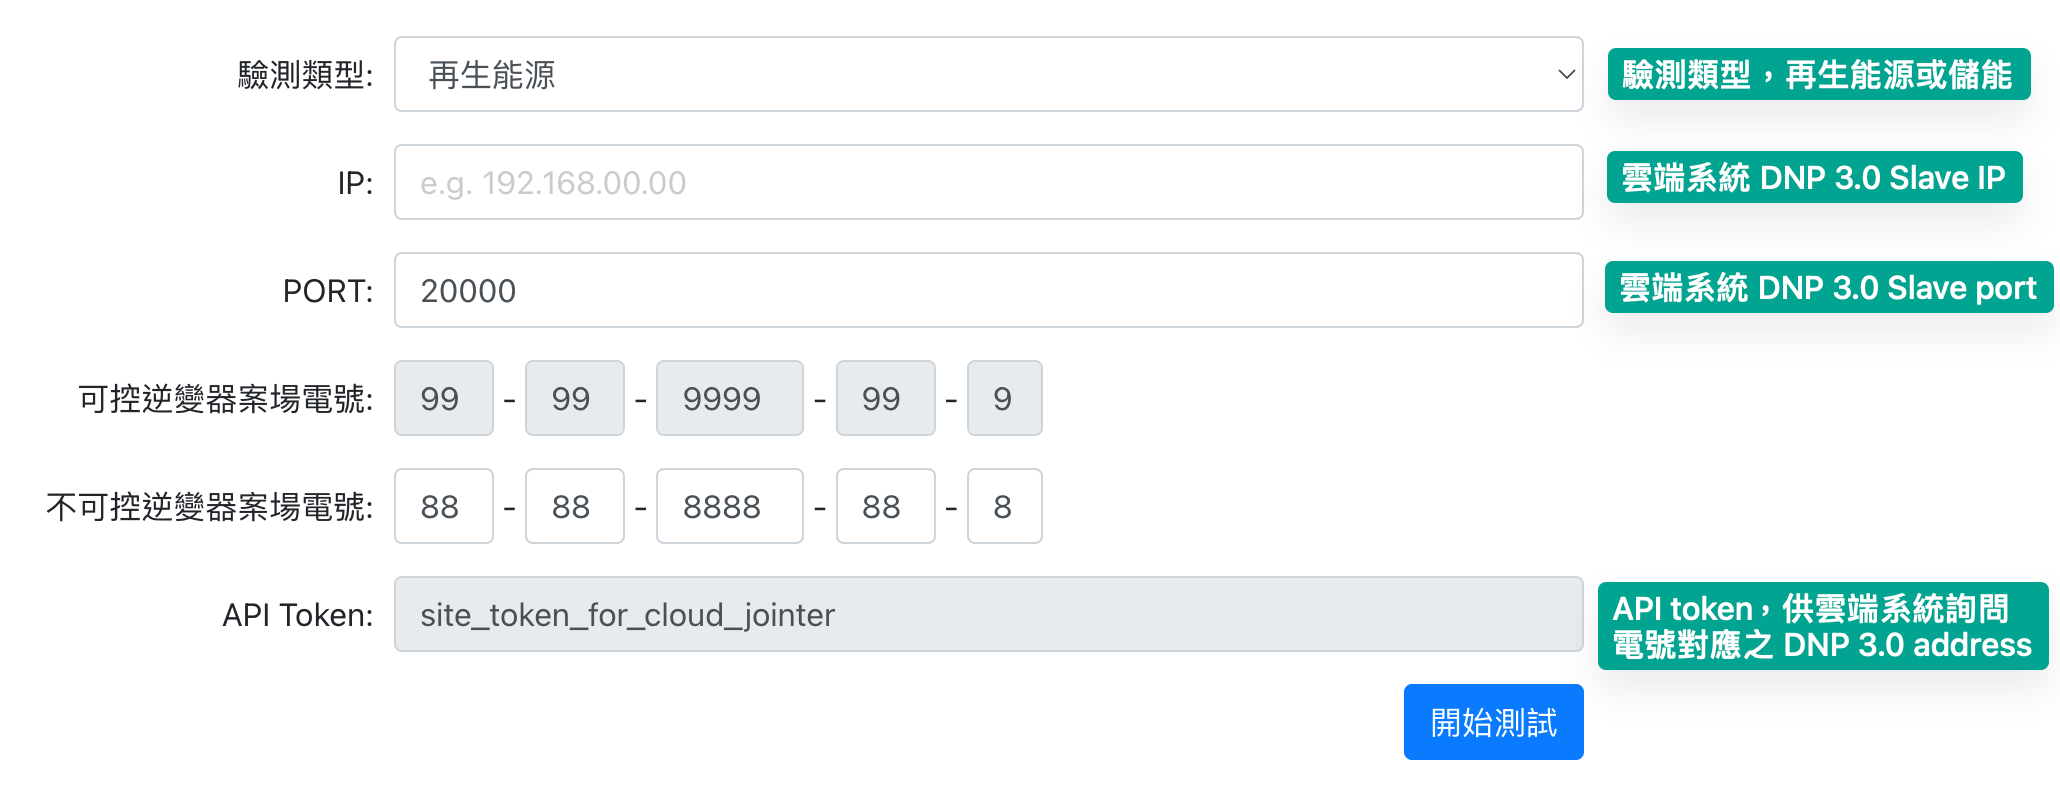 驗測類型: 再生能源 驗測類型，再生能源或儲能
IP: e.g. 192.168.00.00 雲端系統 DNP 3.0 Slave IP
PORT: 20000 雲端系統 DNP 3.0 Slave port
可控逆變器案場電號: 99 - 99 - 9999 - 99 - 9
不可控逆變器案場電號: 88 - 88 - 8888 - 88 - 8
API Token: site_token_for_cloud_jointer
API token，供雲端系統詢問
電號對應之 DNP 3.0 address
開始測試